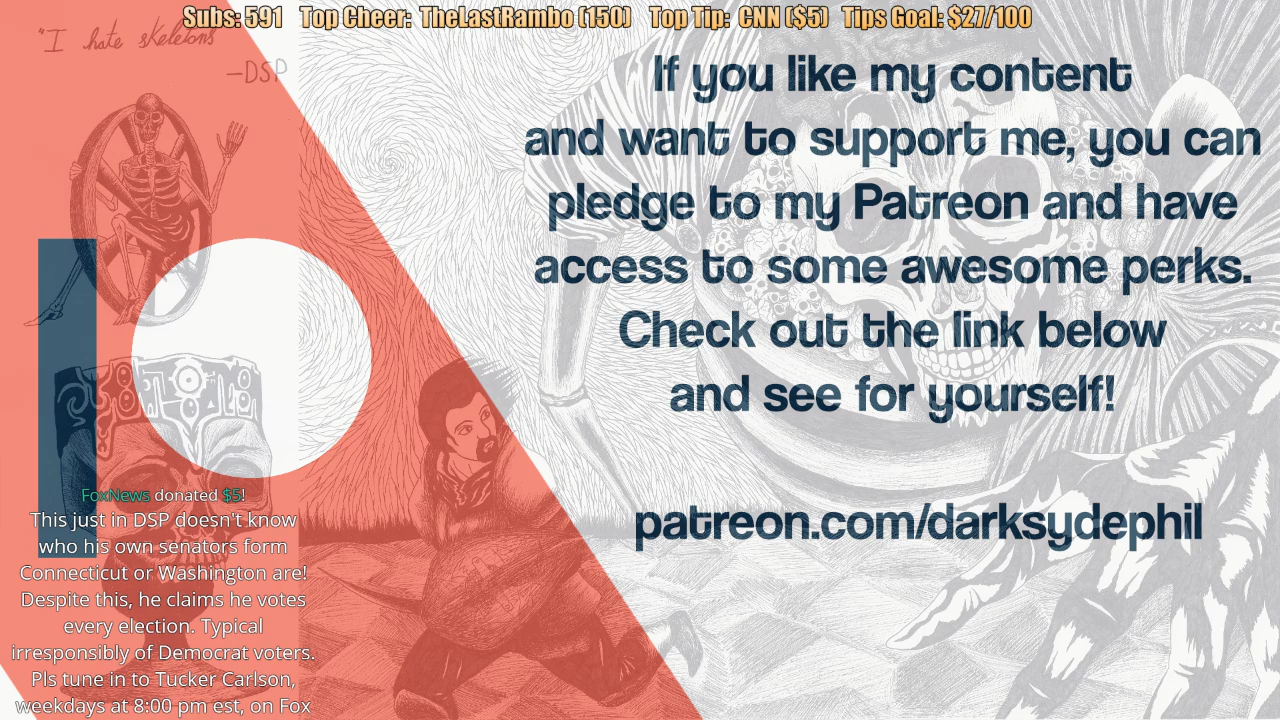 Subs: 591 Top Cheer: TheLastRambo (150) Top Tip: CNN ($5) Tips Goal: $27/100
"I hate skeletons"
—DSP
If you like my content
and want to support me, you can
pledge to my Patreon and have
access to some awesome perks.
Check out the link below
and see for yourself!
patreon.com/darksydephil
FoxNews donated $5!
This just in DSP doesn't know
who his own senators form
Connecticut or Washington are!
Despite this, he claims he votes
every election. Typical
irresponsibly of Democrat voters.
Pls tune in to Tucker Carlson,
weekdays at 8:00 pm est, on Fox